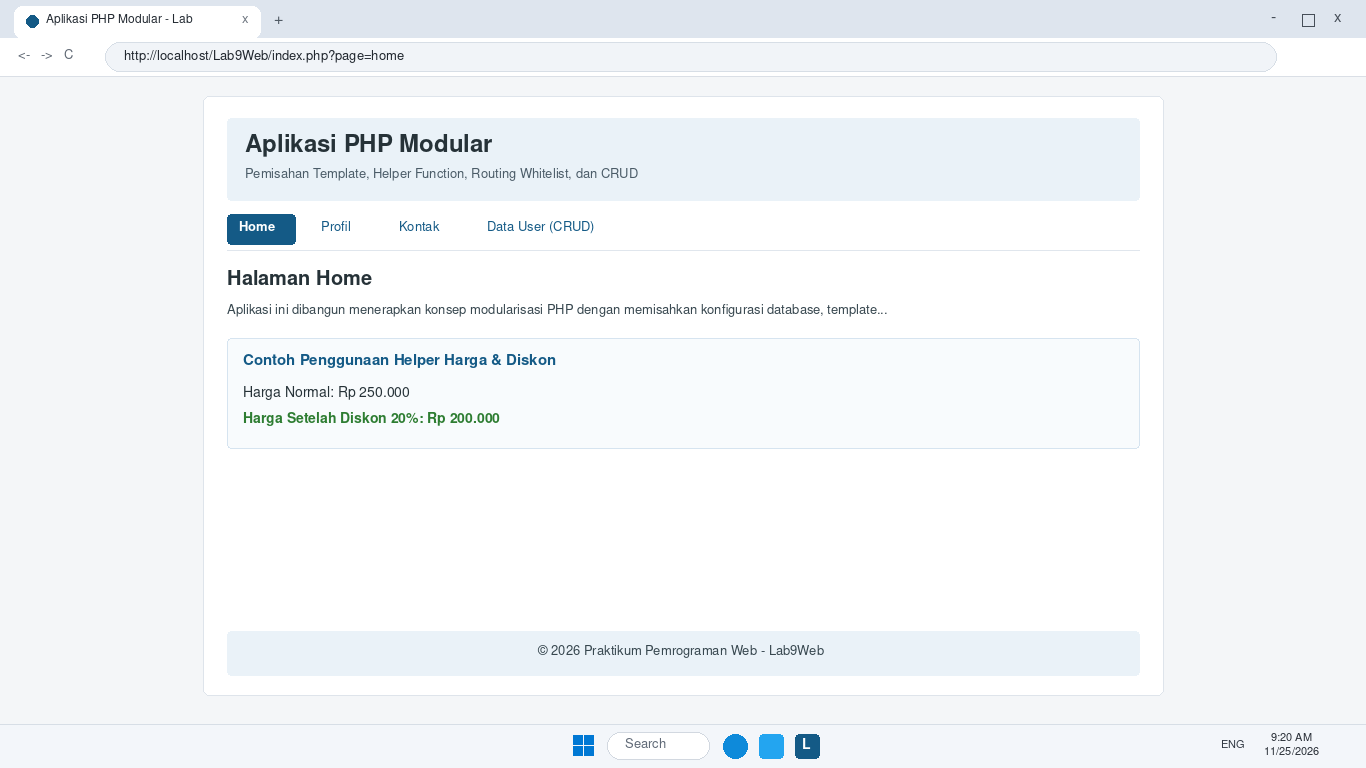 Aplikasi PHP Modular - Lab x +
- x
<- -> C http://localhost/Lab9Web/index.php?page=home
Aplikasi PHP Modular
Pemisahan Template, Helper Function, Routing Whitelist, dan CRUD
Home Profil Kontak Data User (CRUD)
Halaman Home
Aplikasi ini dibangun menerapkan konsep modularisasi PHP dengan memisahkan konfigurasi database, template...
Contoh Penggunaan Helper Harga & Diskon
Harga Normal: Rp 250.000
Harga Setelah Diskon 20%: Rp 200.000
© 2026 Praktikum Pemrograman Web - Lab9Web
Search L ENG 9:20 AM
11/25/2026